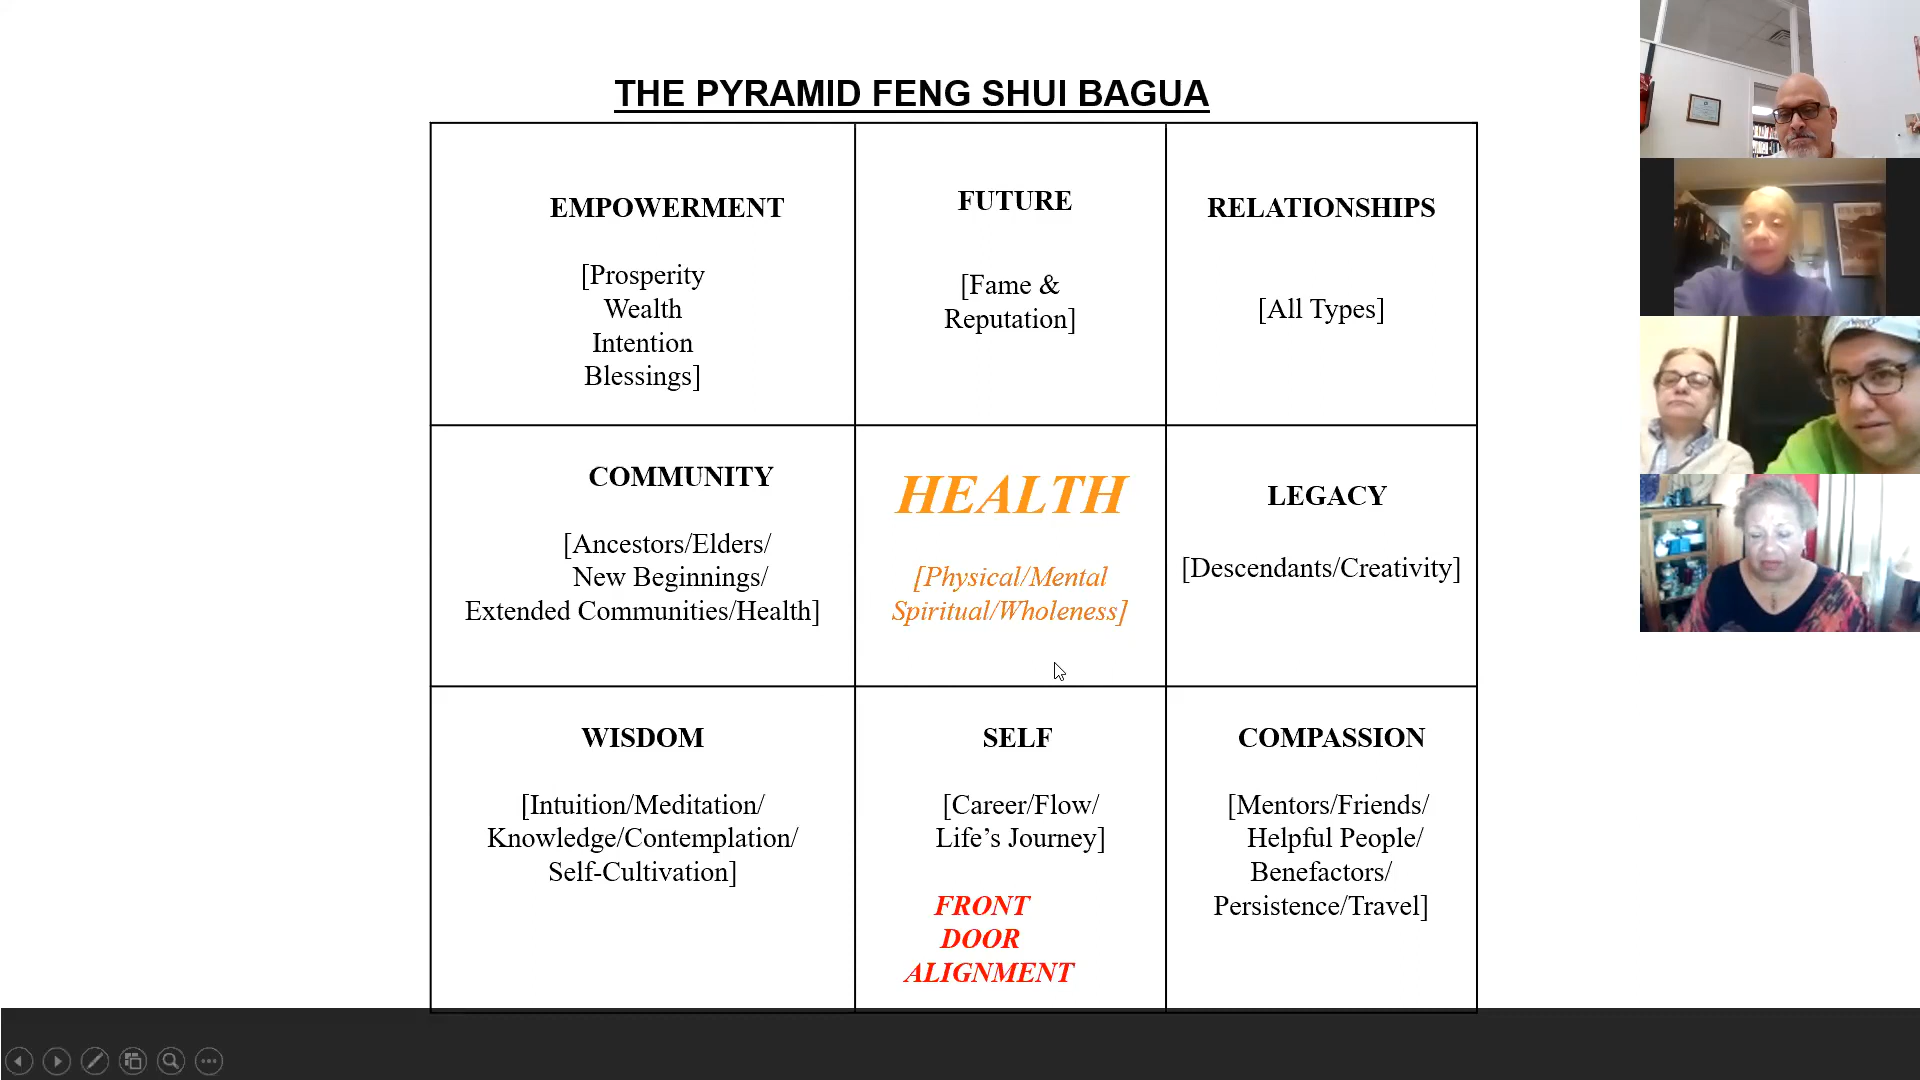 THE PYRAMID FENG SHUI BAGUA
EMPOWERMENT
[Prosperity
Wealth
Intention
Blessings]
FUTURE
[Fame &
Reputation]
RELATIONSHIPS
[All Types]
COMMUNITY
[Ancestors/Elders/
New Beginnings/
Extended Communities/Health]
HEALTH
[Physical/Mental
Spiritual/Wholeness]
LEGACY
[Descendants/Creativity]
WISDOM
[Intuition/Meditation/
Knowledge/Contemplation/
Self-Cultivation]
SELF
[Career/Flow/
Life’s Journey]
FRONT
DOOR
ALIGNMENT
COMPASSION
[Mentors/Friends/
Helpful People/
Benefactors/
Persistence/Travel]